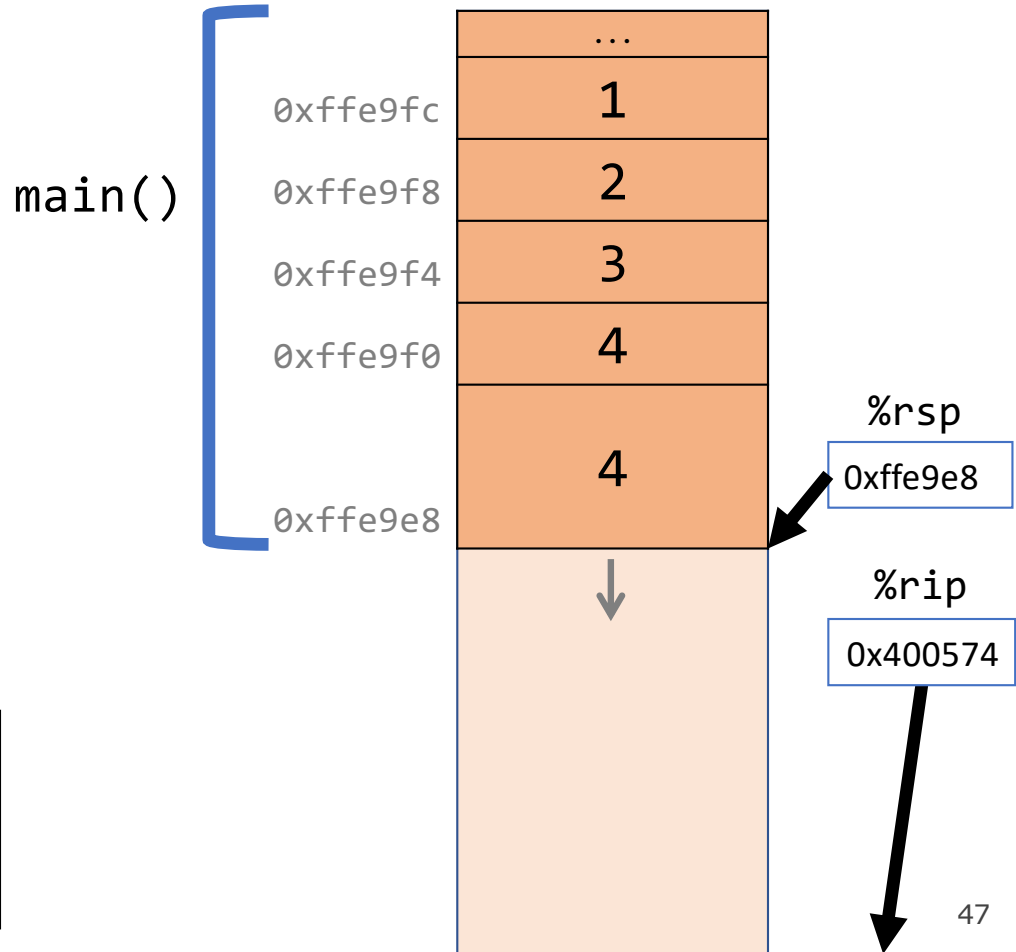 ...
0xffe9fc 1
main()
0xffe9f8 2
0xffe9f4 3
0xffe9f0 4
%rsp
0xffe9e8
4
0xffe9e8
%rip
0x400574
47